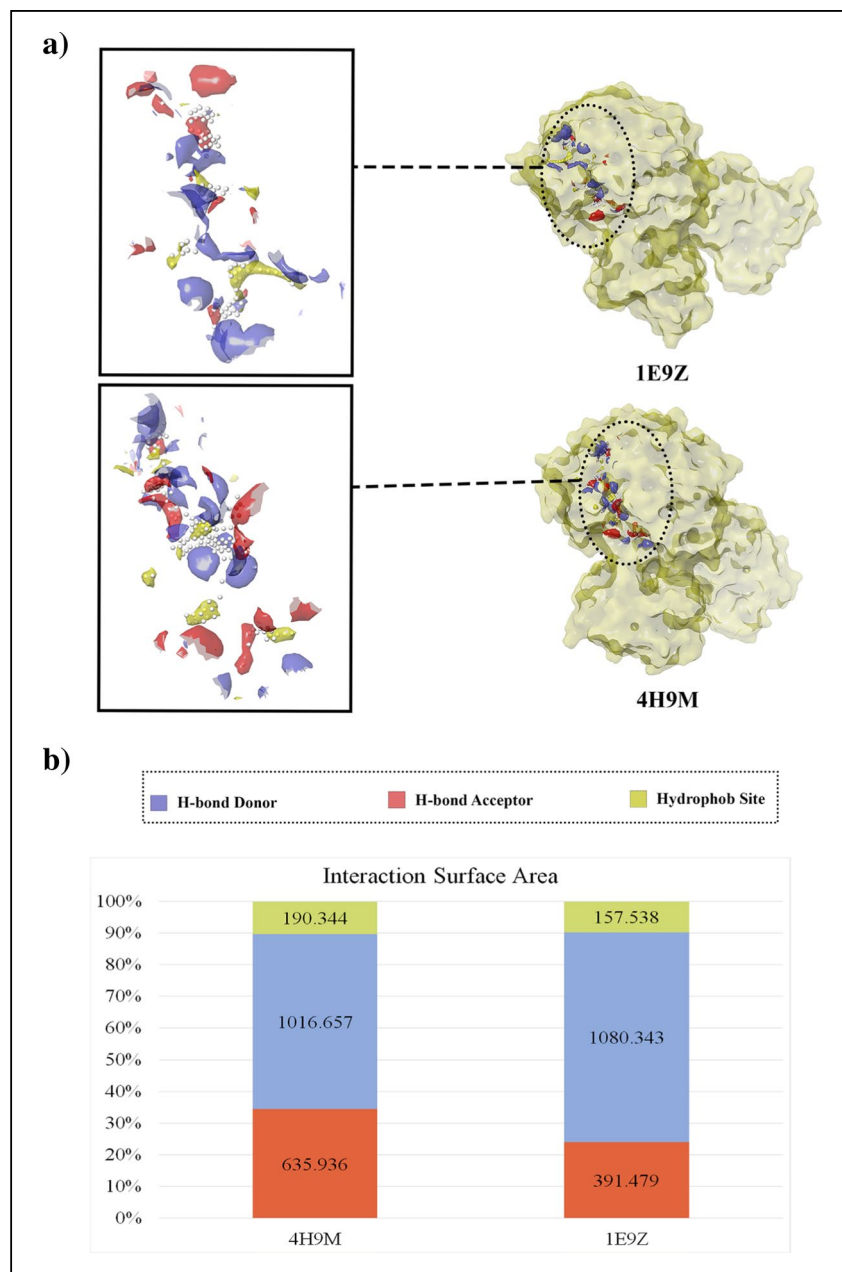 a)
1E9Z
4H9M
b)
H-bond Donor
H-bond Acceptor
Hydrophob Site
Interaction Surface Area
100%
90%
80%
70%
60%
50%
40%
30%
20%
10%
0%
190.344
157.538
1016.657
1080.343
635.936
391.479
4H9M
1E9Z